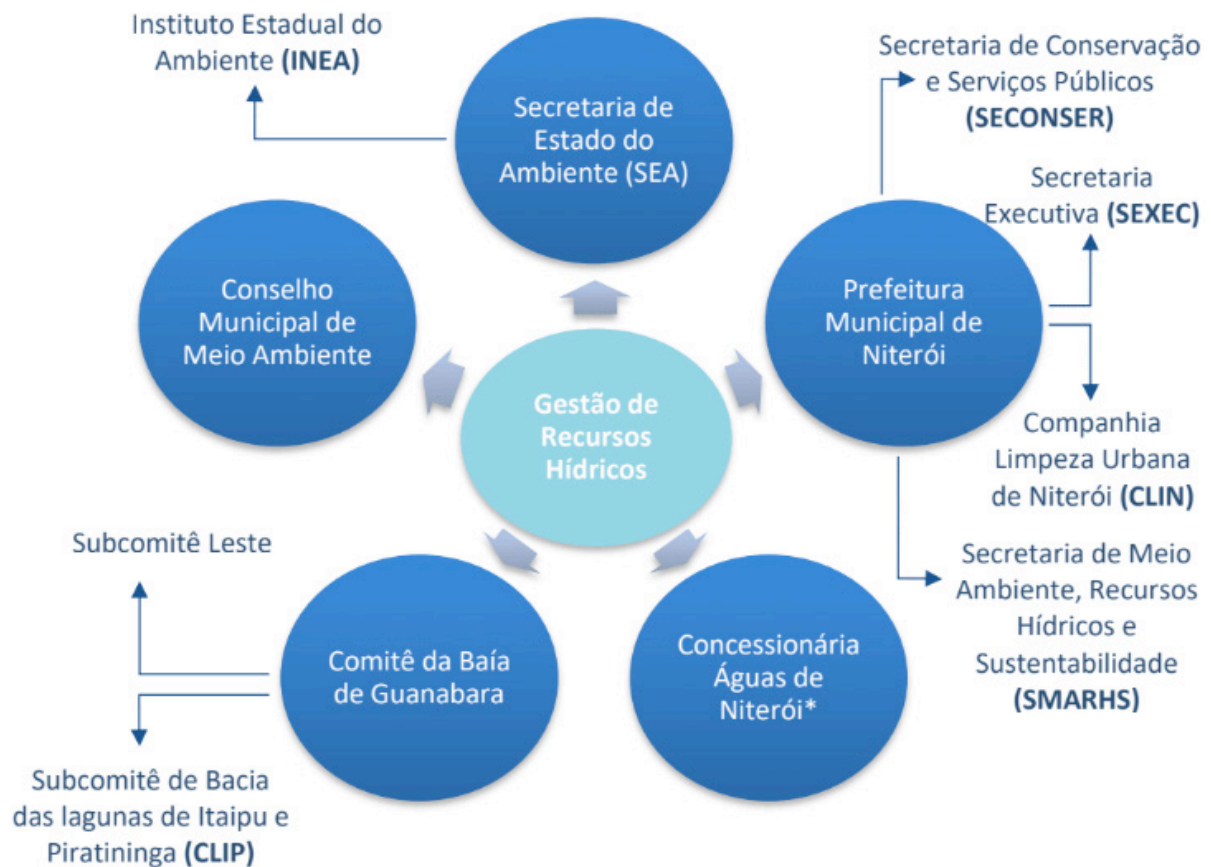 Instituto Estadual do
Ambiente (INEA)
Secretaria de
Estado do
Ambiente (SEA)
Secretaria de Conservação
e Serviços Públicos
(SECONSER)
Secretaria
Executiva (SEXEC)
Conselho
Municipal de
Meio Ambiente
Prefeitura
Municipal de
Niterói
Gestão de
Recursos
Hídricos
Companhia
Limpeza Urbana
de Niterói (CLIN)
Subcomitê Leste
Secretaria de Meio
Ambiente, Recursos
Hídricos e
Sustentabilidade
(SMARHS)
Comitê da Baía
de Guanabara
Concessionária
Águas de
Niterói*
Subcomitê de Bacia
das lagunas de Itaipu e
Piratininga (CLIP)